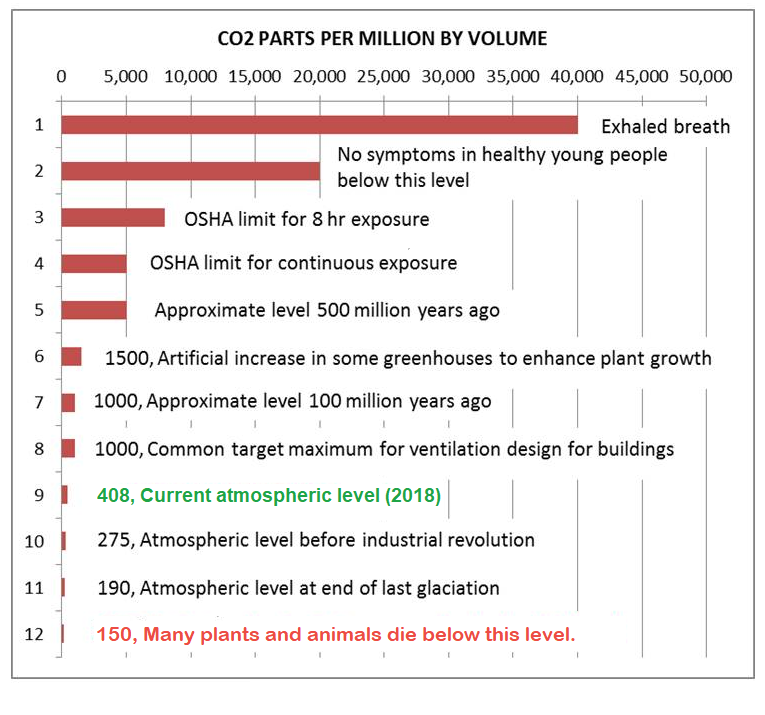 CO2 PARTS PER MILLION BY VOLUME
0 5,000 10,000 15,000 20,000 25,000 30,000 35,000 40,000 45,000 50,000
1 Exhaled breath
2 No symptoms in healthy young people
below this level
3 OSHA limit for 8 hr exposure
4 OSHA limit for continuous exposure
5 Approximate level 500 million years ago
6 1500, Artificial increase in some greenhouses to enhance plant growth
7 1000, Approximate level 100 million years ago
8 1000, Common target maximum for ventilation design for buildings
9 408, Current atmospheric level (2018)
10 275, Atmospheric level before industrial revolution
11 190, Atmospheric level at end of last glaciation
12 150, Many plants and animals die below this level.